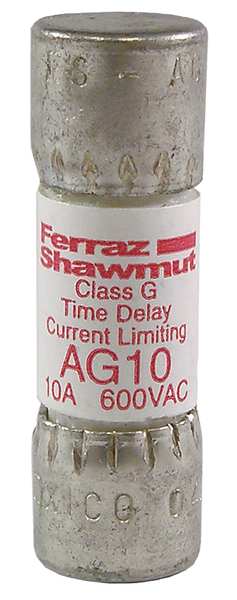 Ferraz
Shawmut
Class G
Time Delay
Current Limiting
AG10
10A 600VAC